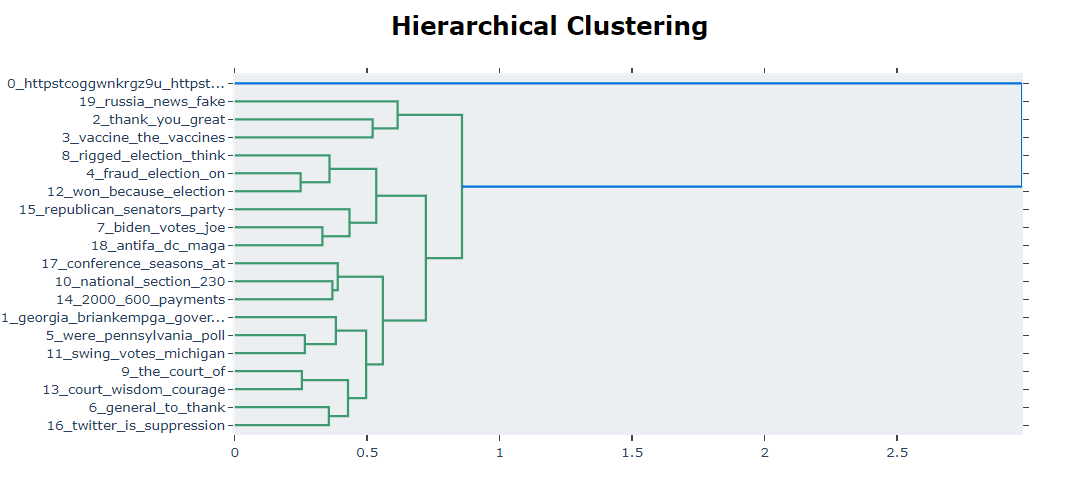 Hierarchical Clustering
0_httpstcoggwnkrgz9u_httpst...
19_russia_news_fake
2_thank_you_great
3_vaccine_the_vaccines
8_rigged_election_think
4_fraud_election_on
12_won_because_election
15_republican_senators_party
7_biden_votes_joe
18_antifa_dc_maga
17_conference_seasons_at
10_national_section_230
14_2000_600_payments
1_georgia_briankempga_gover...
5_were_pennsylvania_poll
11_swing_votes_michigan
9_the_court_of
13_court_wisdom_courage
6_general_to_thank
16_twitter_is_suppression
0 0.5 1 1.5 2 2.5